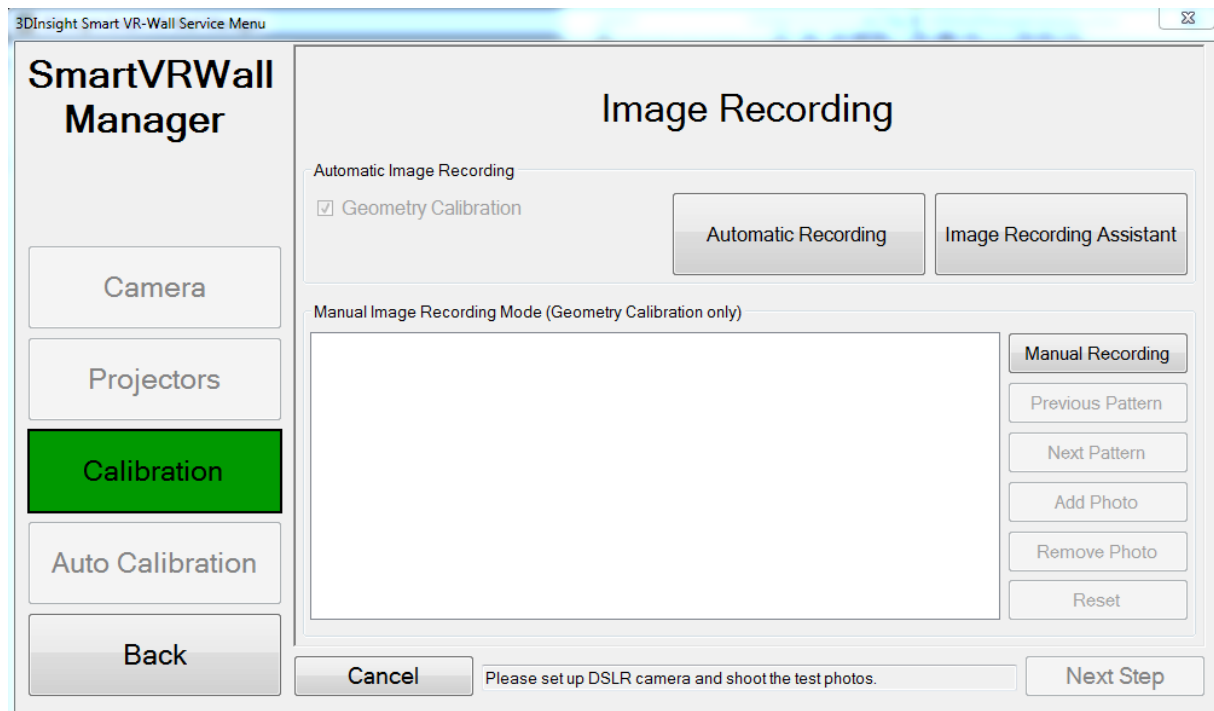 3DInsight Smart VR-Wall Service Menu
SmartVRWall
Manager
Camera
Projectors
Calibration
Auto Calibration
Back
Image Recording
Automatic Image Recording
Geometry Calibration
Automatic Recording
Image Recording Assistant
Manual Image Recording Mode (Geometry Calibration only)
Manual Recording
Previous Pattern
Next Pattern
Add Photo
Remove Photo
Reset
Cancel
Please set up DSLR camera and shoot the test photos.
Next Step